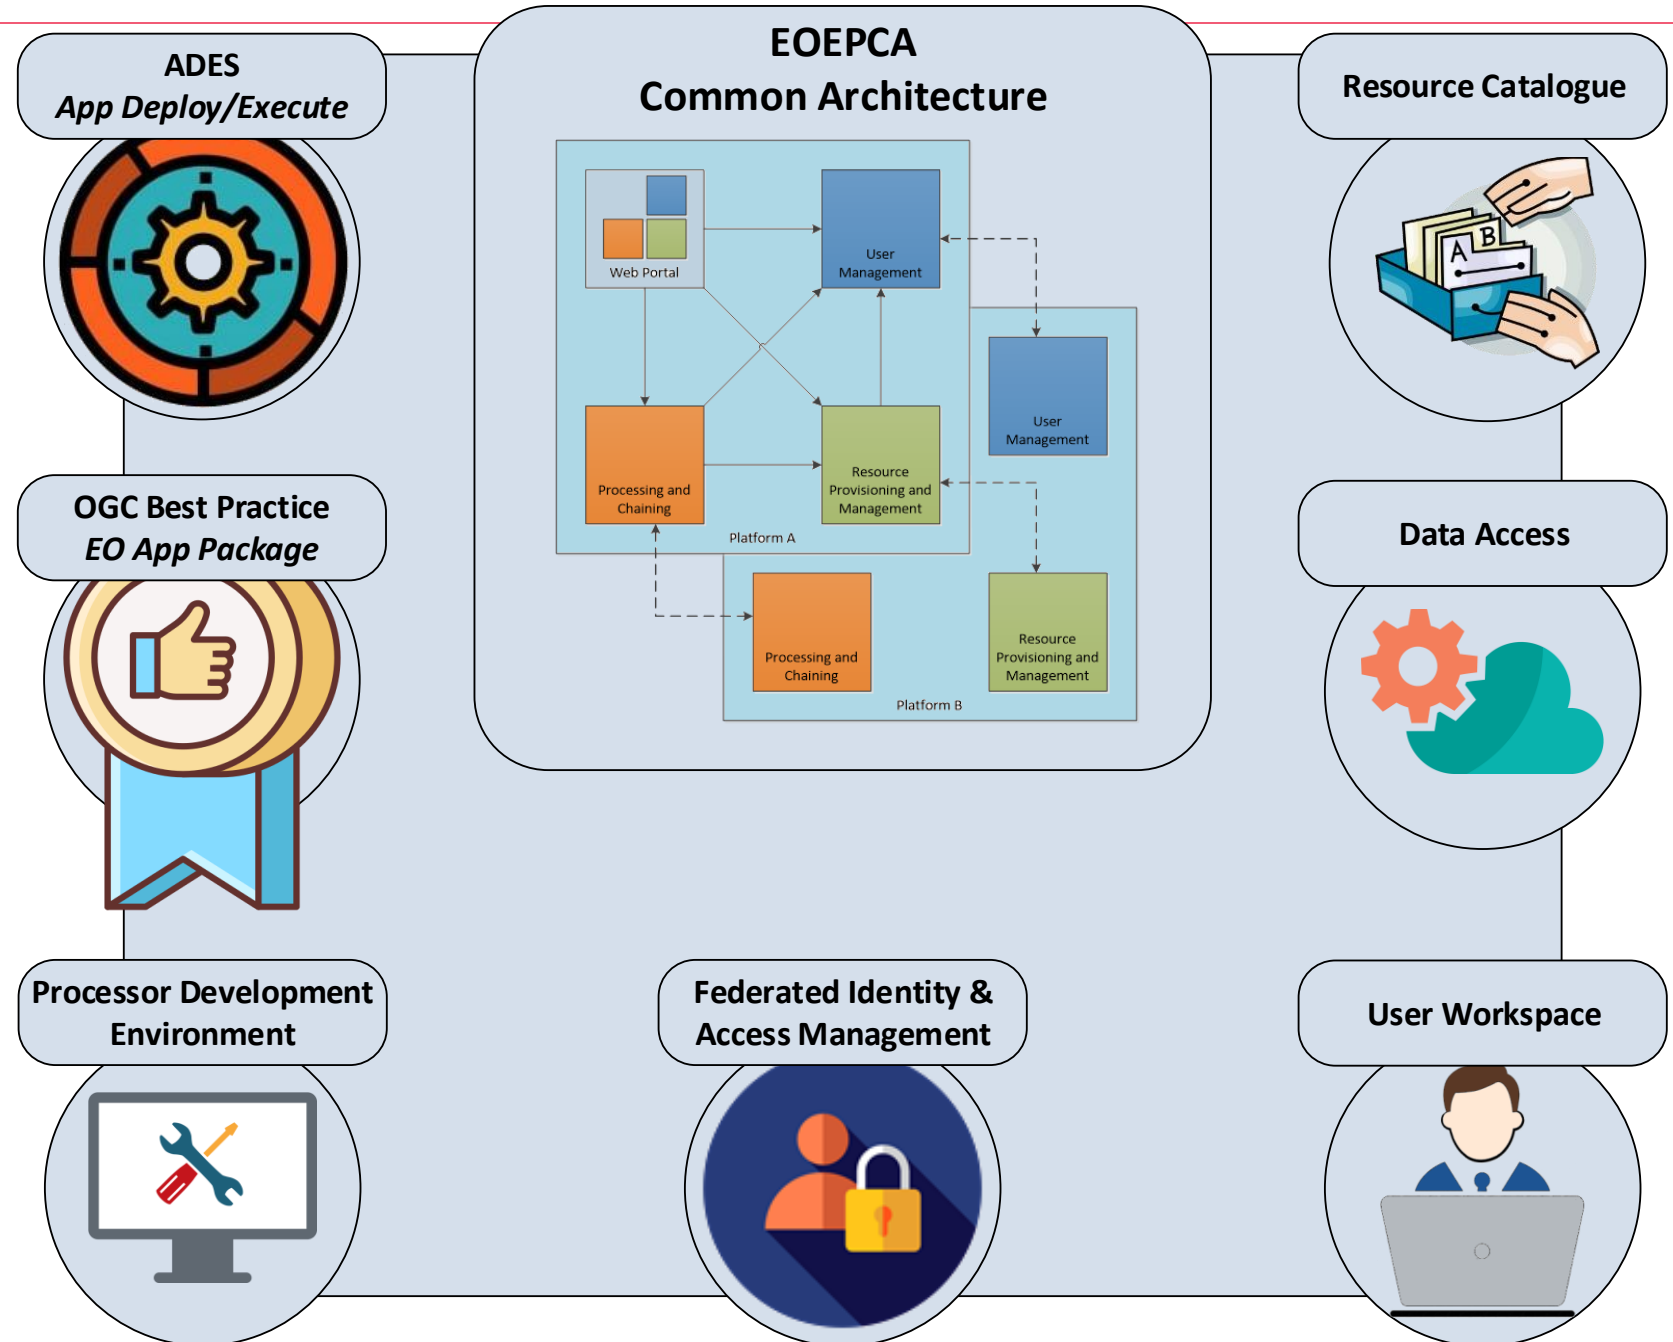 EOEPCA
Common Architecture
ADES
App Deploy/Execute
Resource Catalogue
Web Portal
User
Management
A
B
User
Management
Processing and
Chaining
Resource
Provisioning and
Management
Platform A
OGC Best Practice
EO App Package
Data Access
Processing and
Chaining
Resource
Provisioning and
Management
Platform B
Processor Development
Environment
Federated Identity &
Access Management
User Workspace